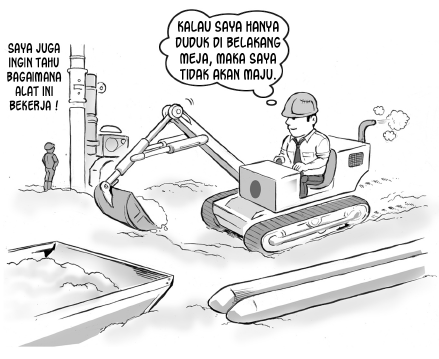 SAYA JUGA
INGIN TAHU
BAGAIMANA
ALAT INI
BEKERJA !
KALAU SAYA HANYA
DUDUK DI BELAKANG
MEJA, MAKA SAYA
TIDAK AKAN MAJU.